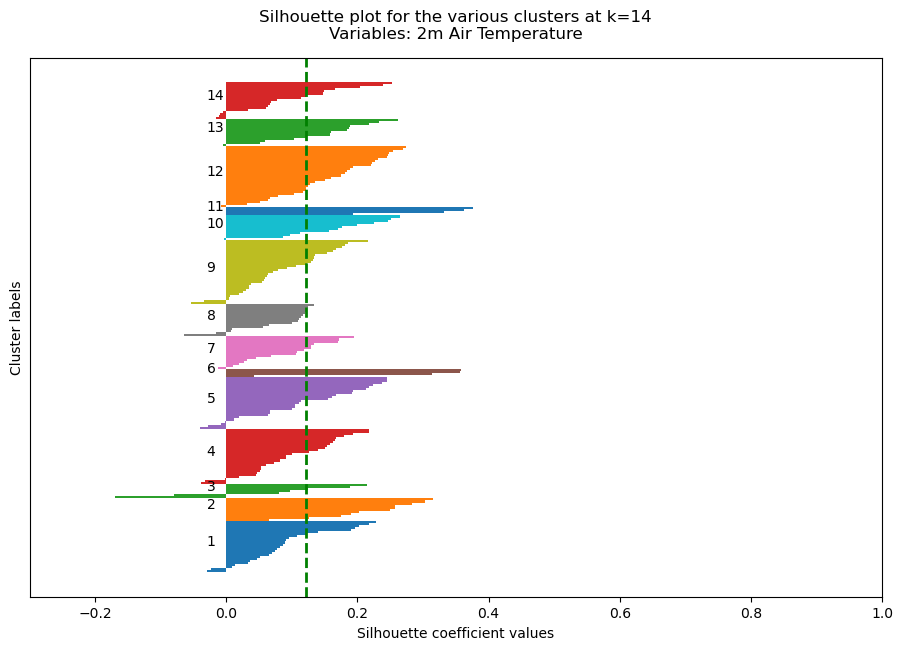 Silhouette plot for the various clusters at k=14
Variables: 2m Air Temperature
14
13
12
11
10
9
8
7
6
5
4
3
2
1
Cluster labels
−0.2 0.0 0.2 0.4 0.6 0.8 1.0
Silhouette coefficient values